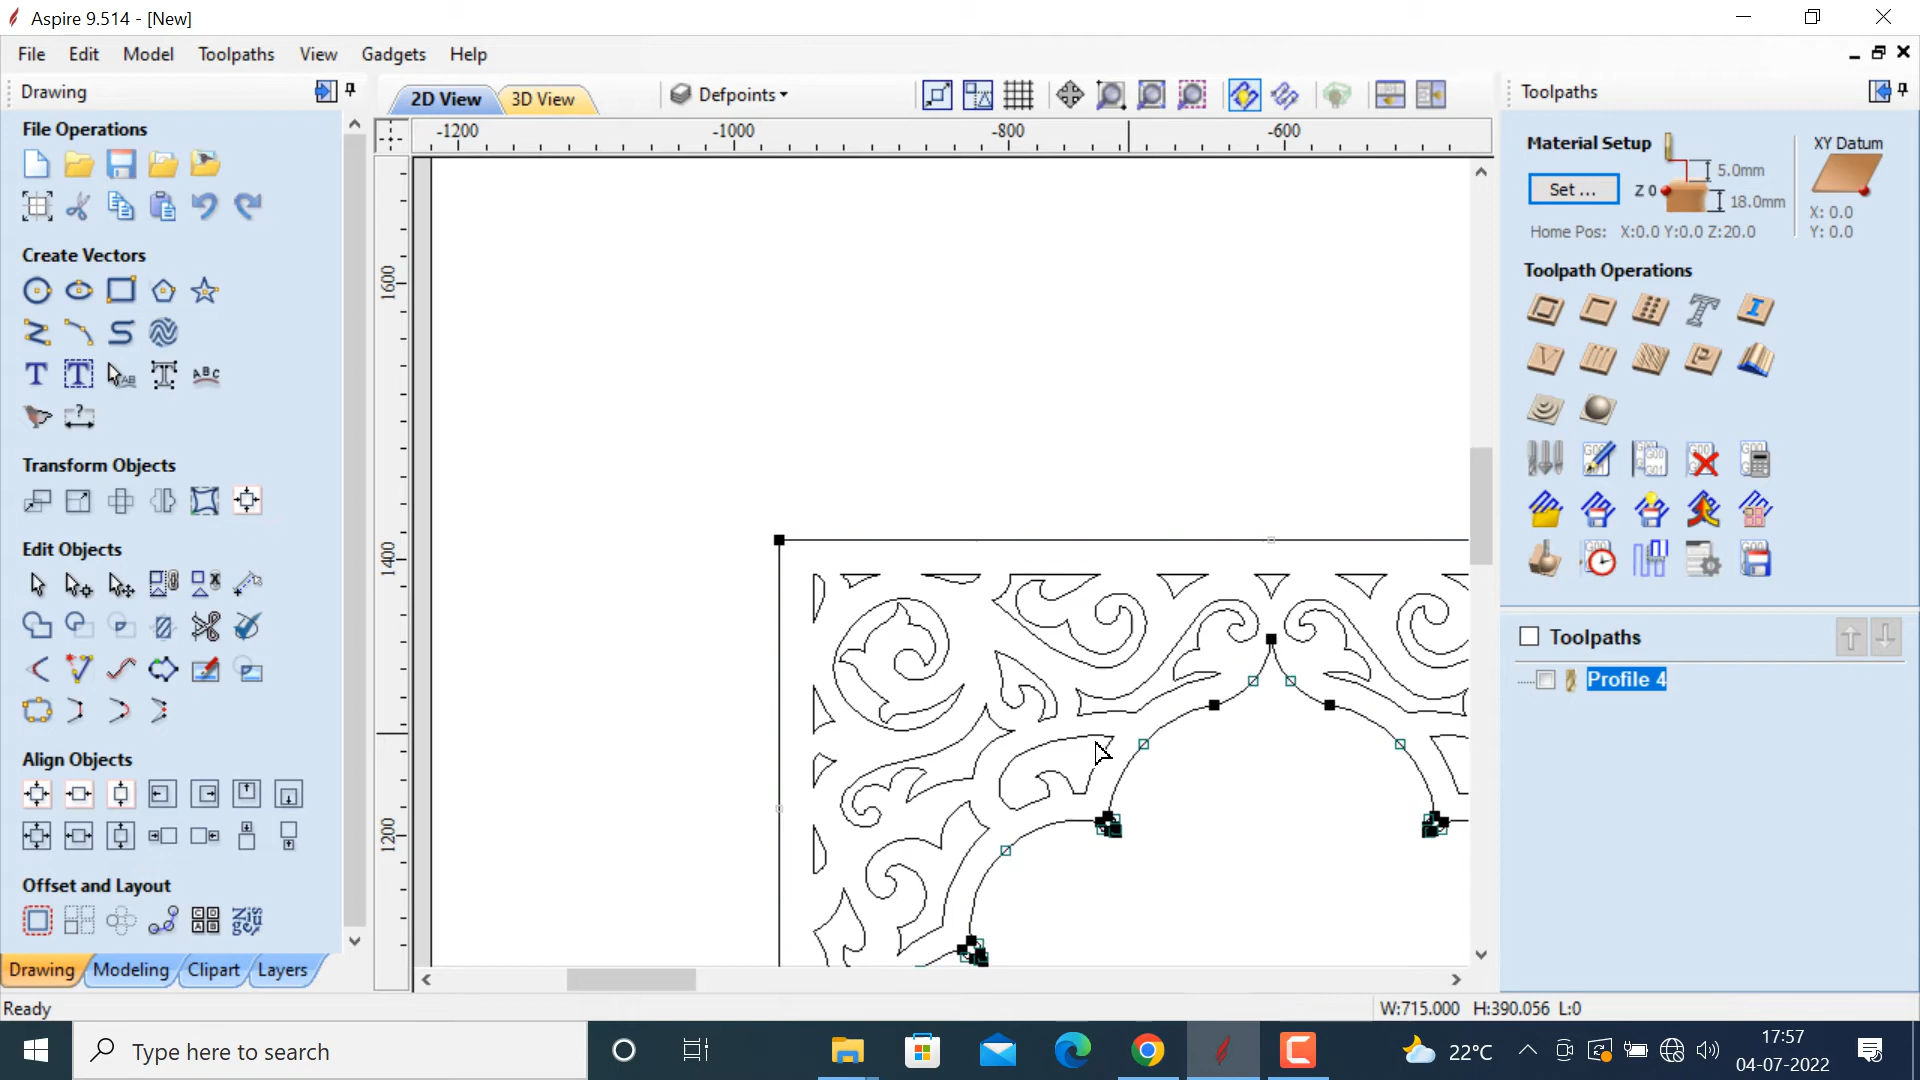 Aspire 9.514 - [New]
File Edit Model Toolpaths View Gadgets Help
Drawing
File Operations
Create Vectors
Transform Objects
Edit Objects
Align Objects
Offset and Layout
Drawing Modeling Clipart Layers
Ready
2D View 3D View Defpoints
-1200 -1000 -800 -600
1600
1400
1200
Toolpaths
Material Setup
Set ...
Z 0
5.0mm
18.0mm
XY Datum
X: 0.0
Y: 0.0
Home Pos: X:0.0 Y:0.0 Z:20.0
Toolpath Operations
Toolpaths
Profile 4
W:715.000 H:390.056 L:0
Type here to search
22°C
17:57
04-07-2022